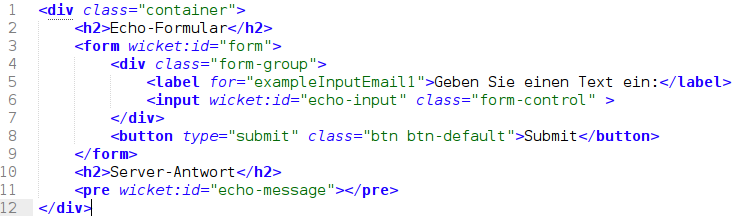 1 <div class="container">
2     <h2>Echo-Formular</h2>
3     <form wicket:id="form">
4         <div class="form-group">
5             <label for="exampleInputEmail1">Geben Sie einen Text ein:</label>
6             <input wicket:id="echo-input" class="form-control" >
7         </div>
8         <button type="submit" class="btn btn-default">Submit</button>
9     </form>
10     <h2>Server-Antwort</h2>
11     <pre wicket:id="echo-message"></pre>
12 </div>